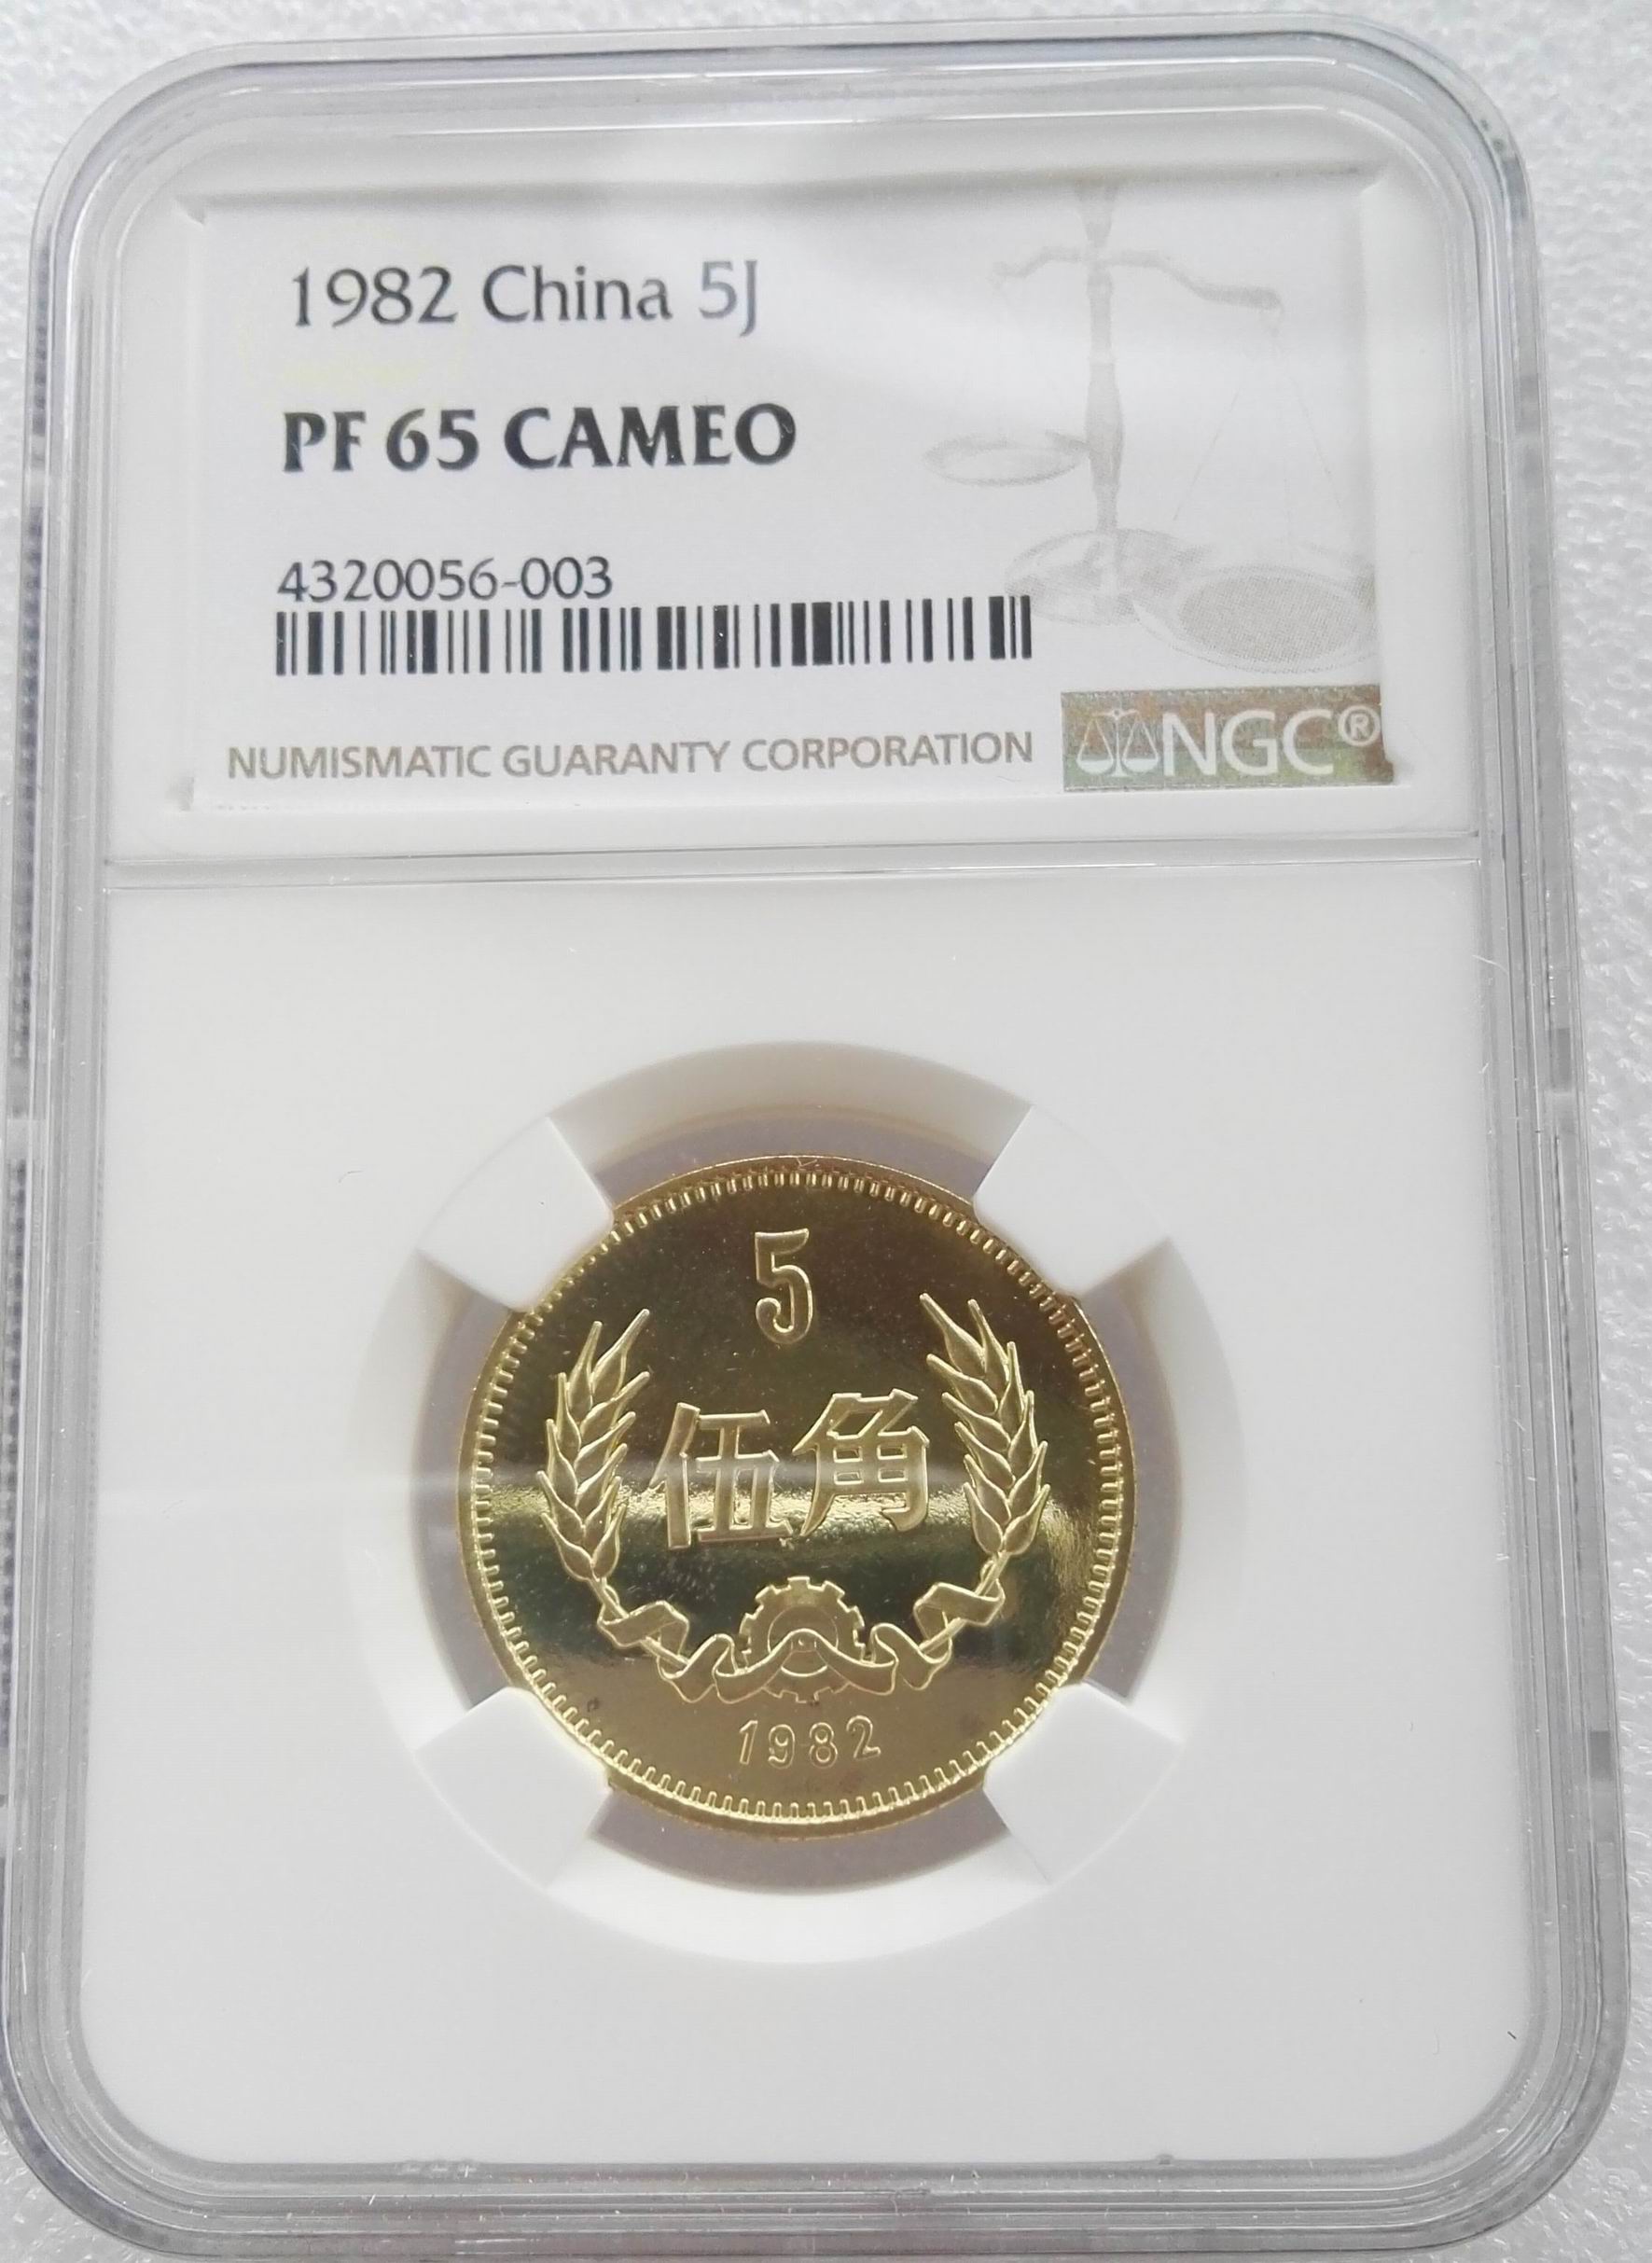 1982 China 5J
PF 65 CAMEO
4320056-003
NUMISMATIC GUARANTY CORPORATION
NGC®
5
伍角
1982